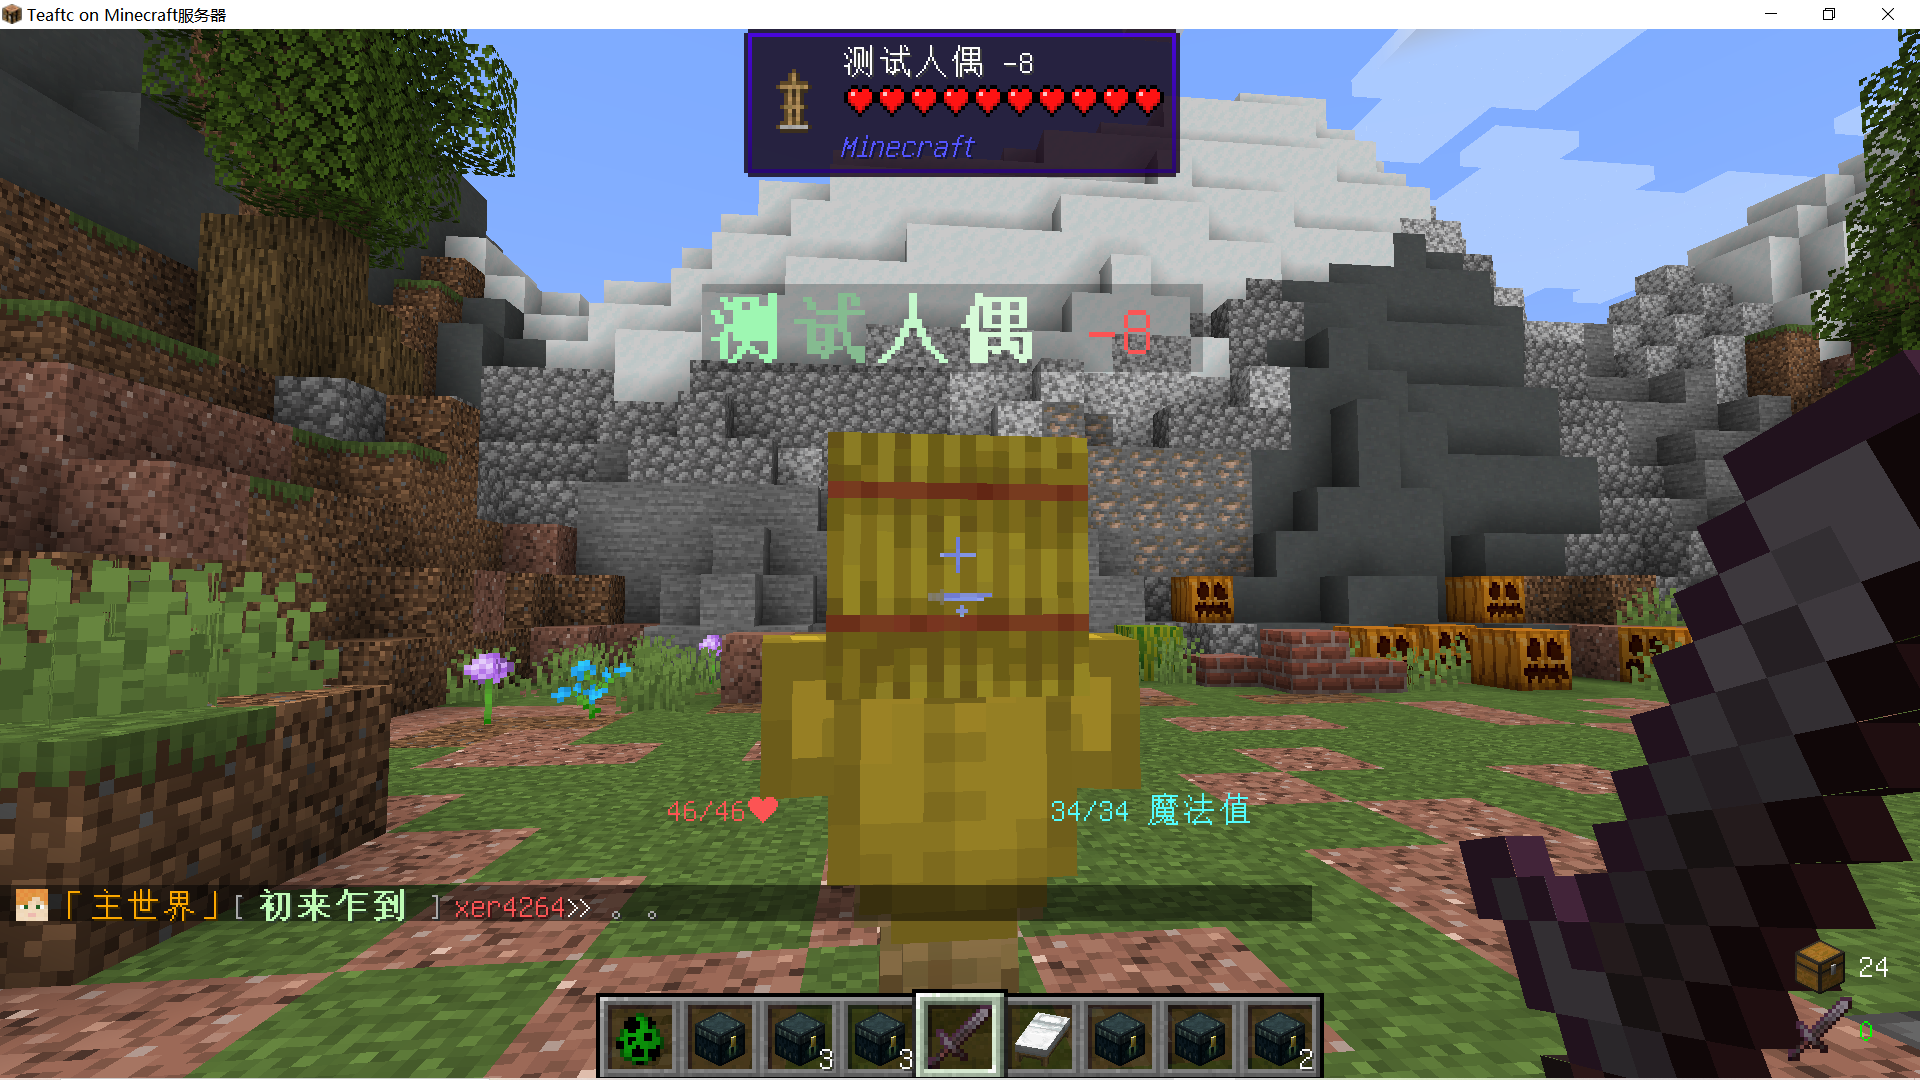 Teaftc on Minecraft服务器
测试人偶 -8
Minecraft
测试人偶 -8
46/46
34/34 魔法值
「主世界」[ 初来乍到 ] xer4264>> 。。
24
0
3
3
2